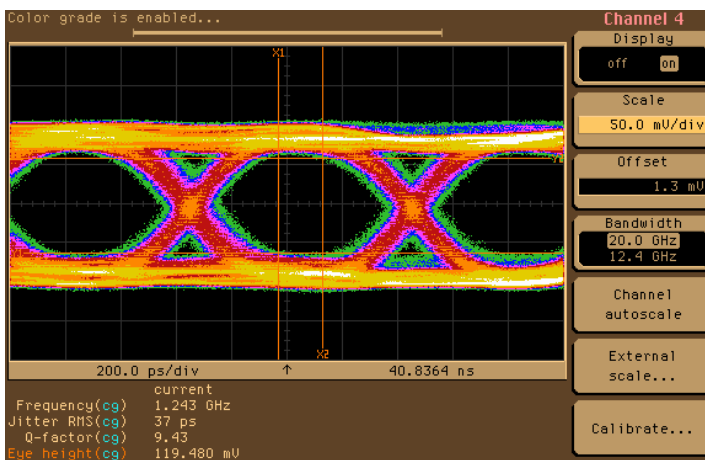 Color grade is enabled...
Channel 4
Display
off on
Scale
50.0 mV/div
Offset
1.3 mV
Bandwidth
20.0 GHz
12.4 GHz
Channel
autoscale
External
scale...
Calibrate...
X1
X2
200.0 ps/div ↑ 40.8364 ns
current
Frequency(cg) 1.243 GHz
Jitter RMS(cg) 37 ps
Q-factor(cg) 9.43
Eye height(cg) 119.480 mV